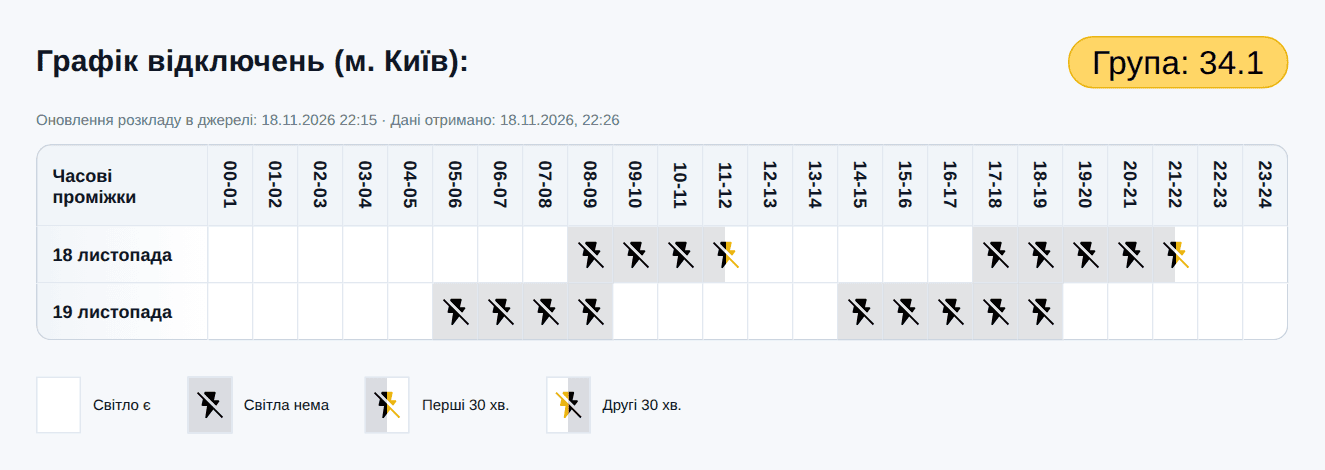 Графік відключень (м. Київ):
Група: 34.1
Оновлення розкладу в джерелі: 18.11.2026 22:15 · Дані отримано: 18.11.2026, 22:26
Часові
проміжки
00-01
01-02
02-03
03-04
04-05
05-06
06-07
07-08
08-09
09-10
10-11
11-12
12-13
13-14
14-15
15-16
16-17
17-18
18-19
19-20
20-21
21-22
22-23
23-24
18 листопада
19 листопада
Світло є
Світла нема
Перші 30 хв.
Другі 30 хв.